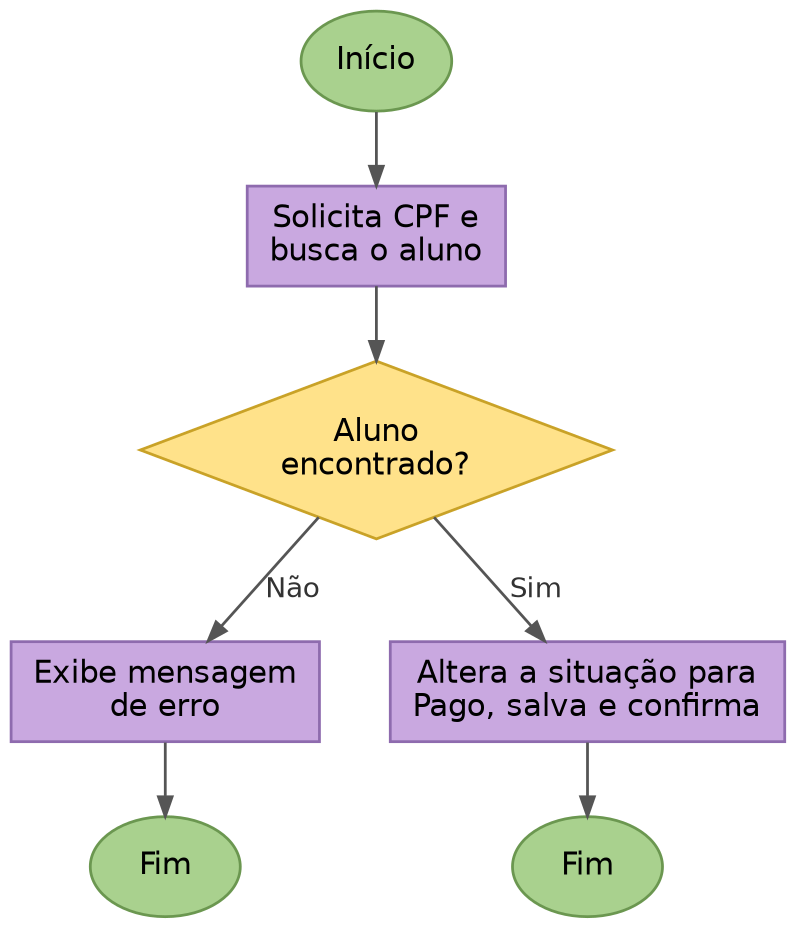 Início
Solicita CPF e
busca o aluno
Aluno
encontrado?
Não
Sim
Exibe mensagem
de erro
Altera a situação para
Pago, salva e confirma
Fim
Fim